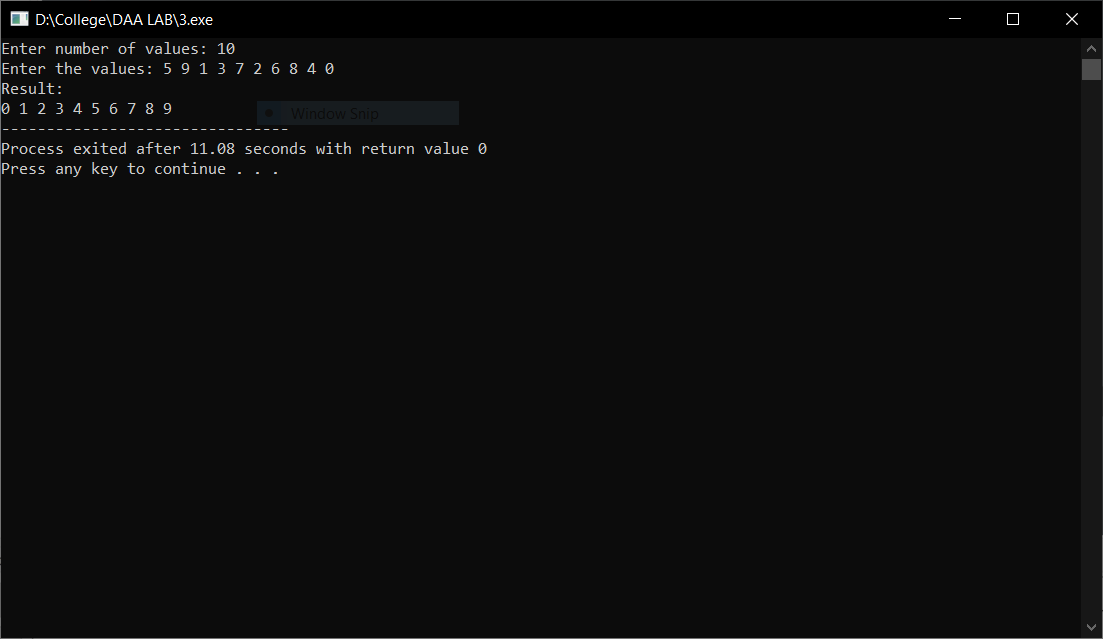 D:\College\DAA LAB\3.exe
Enter number of values: 10
Enter the values: 5 9 1 3 7 2 6 8 4 0
Result:
0 1 2 3 4 5 6 7 8 9
Window Snip
--------------------------------
Process exited after 11.08 seconds with return value 0
Press any key to continue . . .